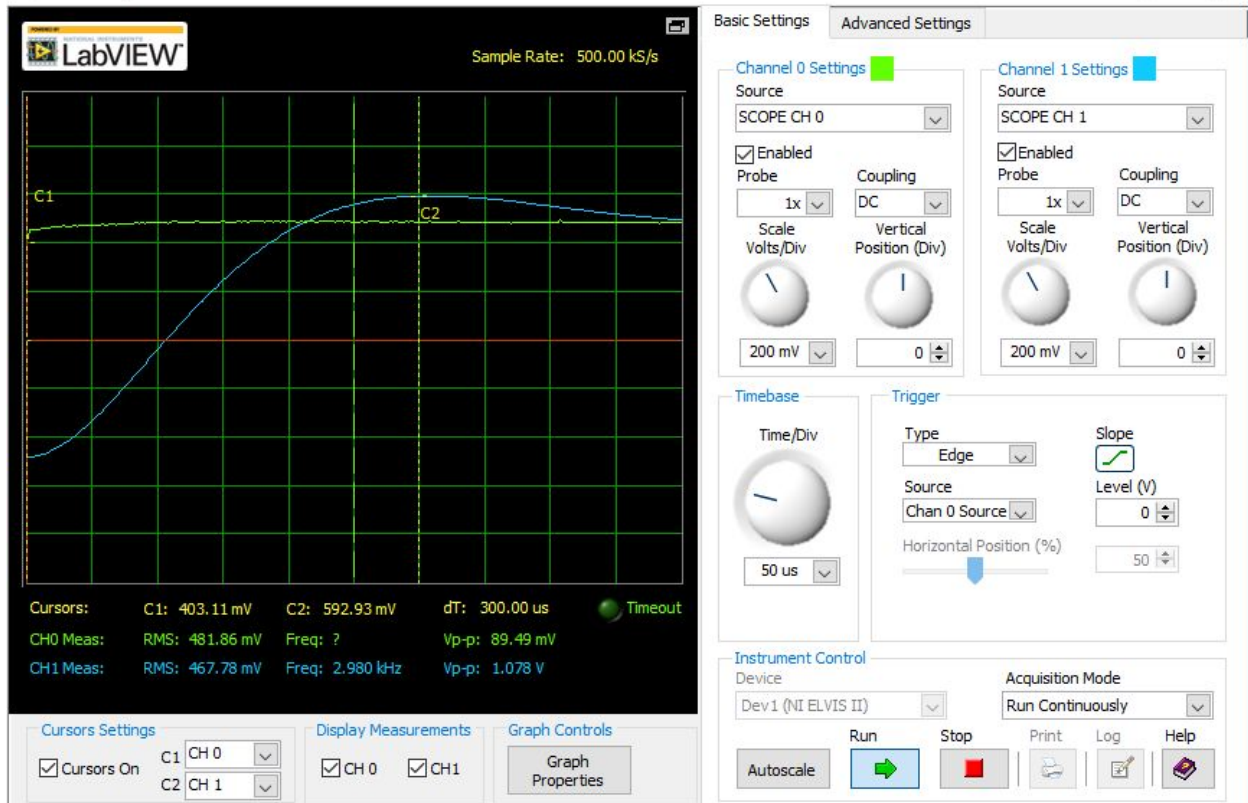 POWERED BY
NATIONAL INSTRUMENTS
LabVIEW™
Sample Rate: 500.00 kS/s
C1
C2
Cursors: C1: 403.11 mV C2: 592.93 mV dT: 300.00 us Timeout
CH0 Meas: RMS: 481.86 mV Freq: ? Vp-p: 89.49 mV
CH1 Meas: RMS: 467.78 mV Freq: 2.980 kHz Vp-p: 1.078 V
Cursors Settings
Cursors On
C1 CH 0
C2 CH 1
Display Measurements
CH 0 CH1
Graph Controls
Graph
Properties
Basic Settings Advanced Settings
Channel 0 Settings
Source
SCOPE CH 0
Enabled
Probe Coupling
1x DC
Scale Vertical
Volts/Div Position (Div)
200 mV 0
Channel 1 Settings
Source
SCOPE CH 1
Enabled
Probe Coupling
1x DC
Scale Vertical
Volts/Div Position (Div)
200 mV 0
Timebase
Time/Div
50 us
Trigger
Type Slope
Edge
Source Level (V)
Chan 0 Source 0
Horizontal Position (%)
50
Instrument Control
Device Acquisition Mode
Dev1 (NI ELVIS II) Run Continuously
Run Stop Print Log Help
Autoscale